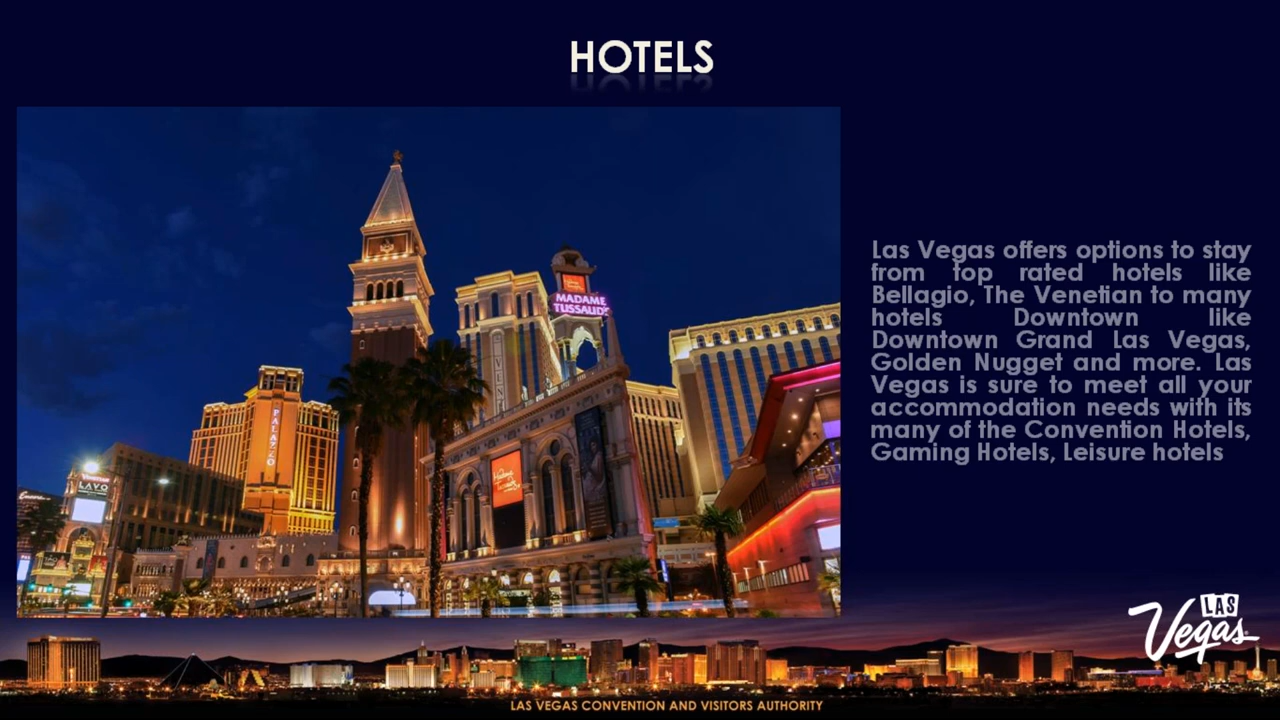 HOTELS
PALAZZO
LAVO
VENETIAN
MADAME
TUSSAUDS
Las Vegas offers options to stay
from top rated hotels like
Bellagio, The Venetian to many
hotels Downtown like
Downtown Grand Las Vegas,
Golden Nugget and more. Las
Vegas is sure to meet all your
accommodation needs with its
many of the Convention Hotels,
Gaming Hotels, Leisure hotels
LAS
Vegas
LAS VEGAS CONVENTION AND VISITORS AUTHORITY